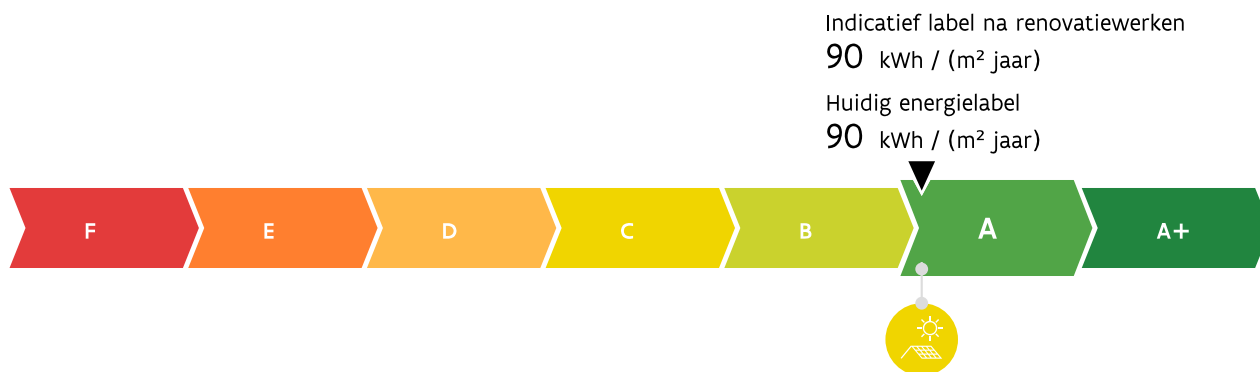 Indicatief label na renovatiewerken
90 kWh / (m² jaar)
Huidig energielabel
90 kWh / (m² jaar)
F E D C B A A+